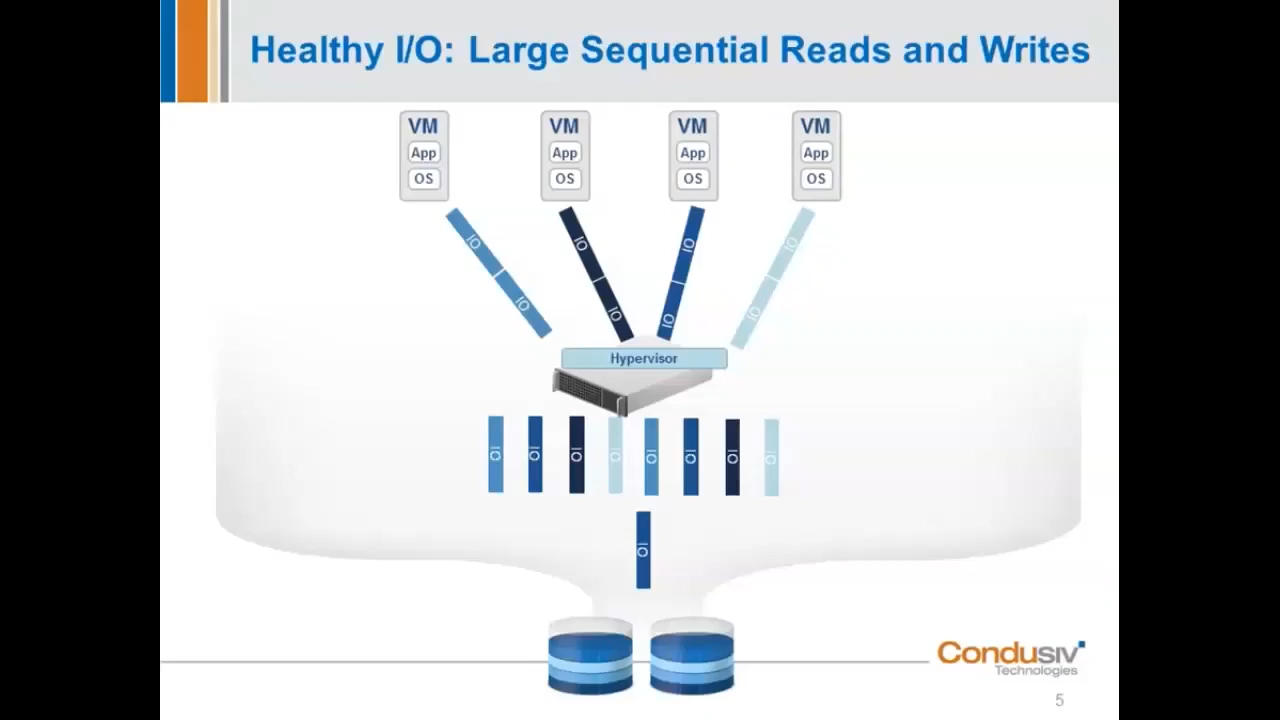 Healthy I/O: Large Sequential Reads and Writes
VM VM VM VM
App App App App
OS OS OS OS
IO IO IO IO
IO IO IO IO
Hypervisor
IO IO IO IO IO IO IO IO
IO
Condusiv
Technologies
5